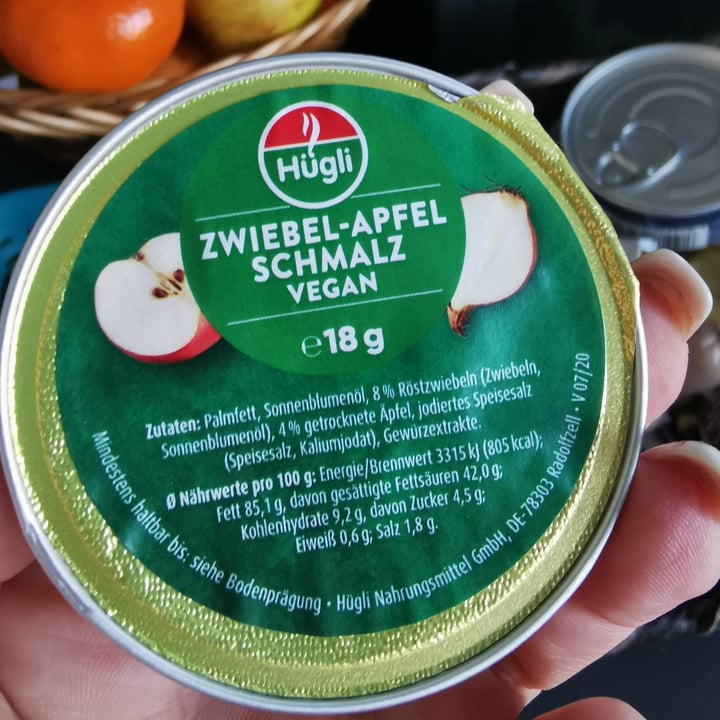 Hügli
ZWIEBEL-APFEL
SCHMALZ
VEGAN
℮18 g
Zutaten: Palmfett, Sonnenblumenöl, 8 % Röstzwiebeln (Zwiebeln,
Sonnenblumenöl), 4 % getrocknete Äpfel, jodiertes Speisesalz
(Speisesalz, Kaliumjodat), Gewürzextrakte.
Ø Nährwerte pro 100 g: Energie/Brennwert 3315 kJ (805 kcal);
Fett 85,1 g, davon gesättigte Fettsäuren 42,0 g;
Kohlenhydrate 9,2 g, davon Zucker 4,5 g;
Eiweiß 0,6 g; Salz 1,8 g.
Mindestens haltbar bis: siehe Bodenprägung • Hügli Nahrungsmittel GmbH, DE-78303 Radolfzell • V 07/20